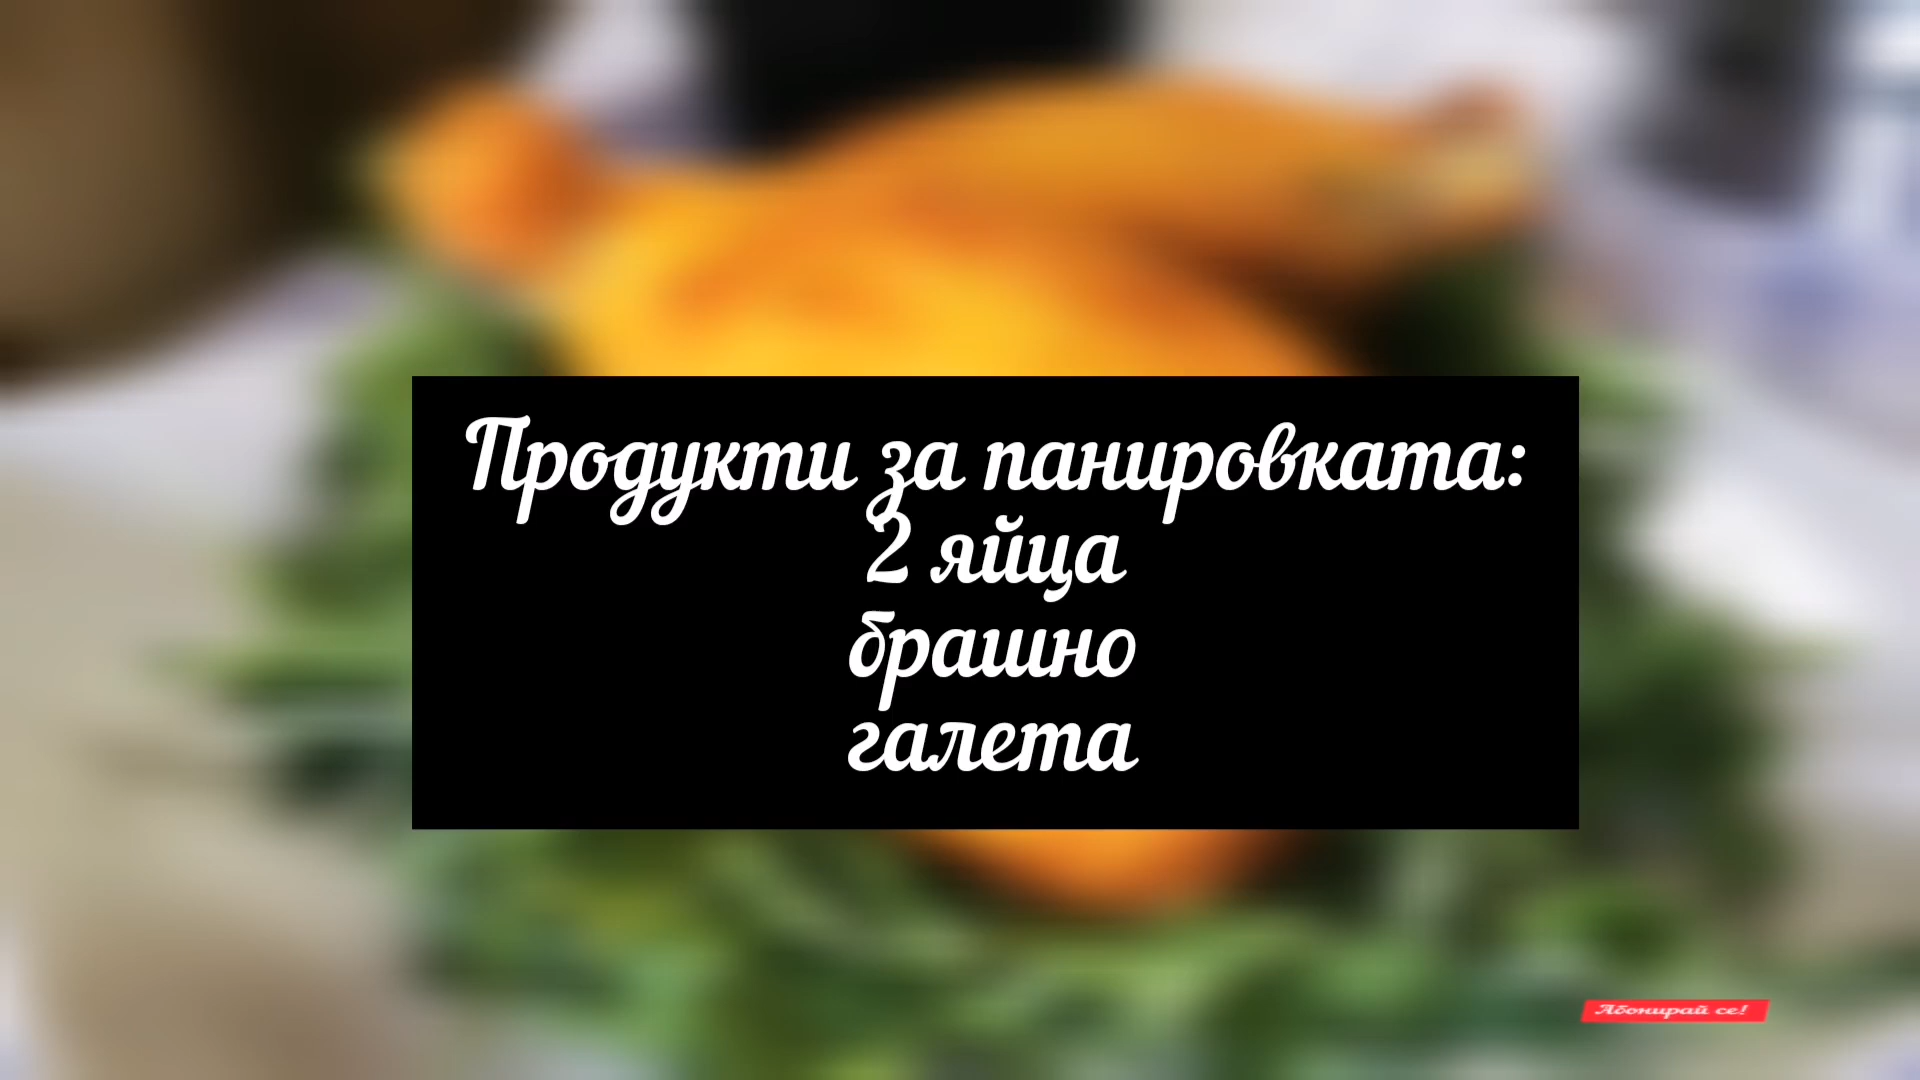 Продукти за панировката:
2 яйца
брашно
галета
Абонирай се!